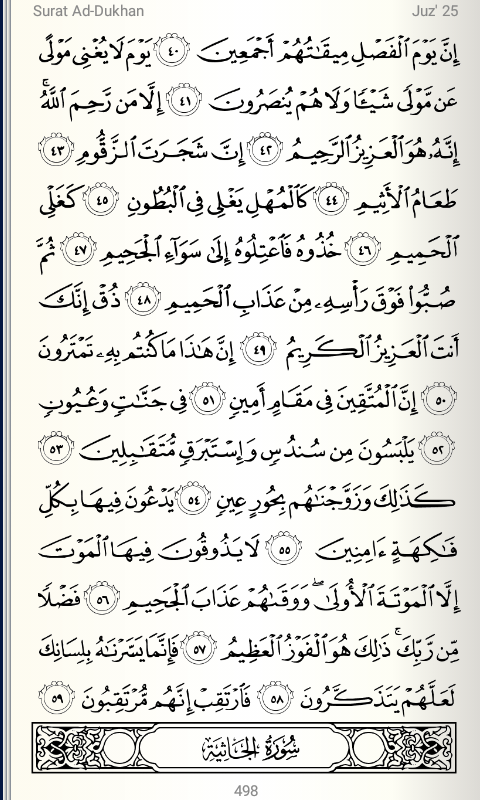 Surat Ad-Dukhan Juz' 25
إِنَّ يَوْمَ ٱلْفَصْلِ مِيقَٰتُهُمْ أَجْمَعِينَ ٤٠ يَوْمَ لَا يُغْنِى مَوْلًى
عَن مَّوْلًى شَيْـًٔا وَلَا هُمْ يُنصَرُونَ ٤١ إِلَّا مَن رَّحِمَ ٱللَّهُۚ
إِنَّهُۥ هُوَ ٱلْعَزِيزُ ٱلرَّحِيمُ ٤٢ إِنَّ شَجَرَتَ ٱلزَّقُّومِ ٤٣
طَعَامُ ٱلْأَثِيمِ ٤٤ كَٱلْمُهْلِ يَغْلِى فِى ٱلْبُطُونِ ٤٥ كَغَلْىِ
ٱلْحَمِيمِ ٤٦ خُذُوهُ فَٱعْتِلُوهُ إِلَىٰ سَوَآءِ ٱلْجَحِيمِ ٤٧ ثُمَّ
صُبُّوا۟ فَوْقَ رَأْسِهِۦ مِنْ عَذَابِ ٱلْحَمِيمِ ٤٨ ذُقْ إِنَّكَ
أَنتَ ٱلْعَزِيزُ ٱلْكَرِيمُ ٤٩ إِنَّ هَٰذَا مَا كُنتُم بِهِۦ تَمْتَرُونَ
٥٠ إِنَّ ٱلْمُتَّقِينَ فِى مَقَامٍ أَمِينٍ ٥١ فِى جَنَّٰتٍ وَعُيُونٍ
٥٢ يَلْبَسُونَ مِن سُندُسٍ وَإِسْتَبْرَقٍ مُّتَقَٰبِلِينَ ٥٣
كَذَٰلِكَ وَزَوَّجْنَٰهُم بِحُورٍ عِينٍ ٥٤ يَدْعُونَ فِيهَا بِكُلِّ
فَٰكِهَةٍ ءَامِنِينَ ٥٥ لَا يَذُوقُونَ فِيهَا ٱلْمَوْتَ
إِلَّا ٱلْمَوْتَةَ ٱلْأُولَىٰۖ وَوَقَىٰهُمْ عَذَابَ ٱلْجَحِيمِ ٥٦ فَضْلًا
مِّن رَّبِّكَۚ ذَٰلِكَ هُوَ ٱلْفَوْزُ ٱلْعَظِيمُ ٥٧ فَإِنَّمَا يَسَّرْنَٰهُ بِلِسَانِكَ
لَعَلَّهُمْ يَتَذَكَّرُونَ ٥٨ فَٱرْتَقِبْ إِنَّهُم مُّرْتَقِبُونَ ٥٩
سُورَةُ الجَاثِيَةِ
498